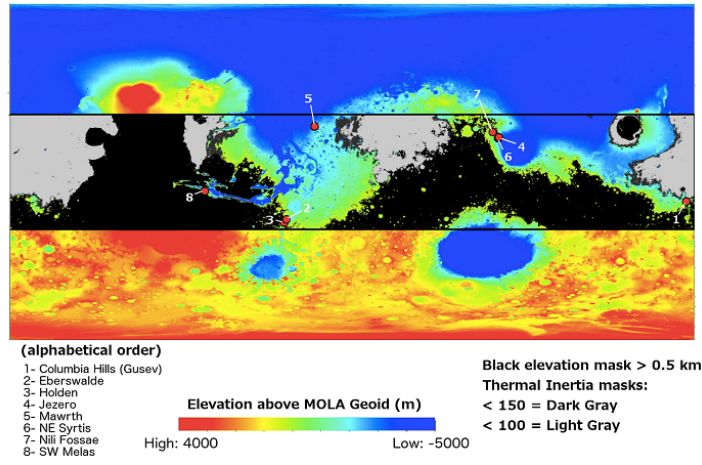 5
7
4
6
8
2
3
1
(alphabetical order)
1- Columbia Hills (Gusev)
2- Eberswalde
3- Holden
4- Jezero
5- Mawrth
6- NE Syrtis
7- Nili Fossae
8- SW Melas
Elevation above MOLA Geoid (m)
High: 4000
Low: -5000
Black elevation mask > 0.5 km
Thermal Inertia masks:
< 150 = Dark Gray
< 100 = Light Gray